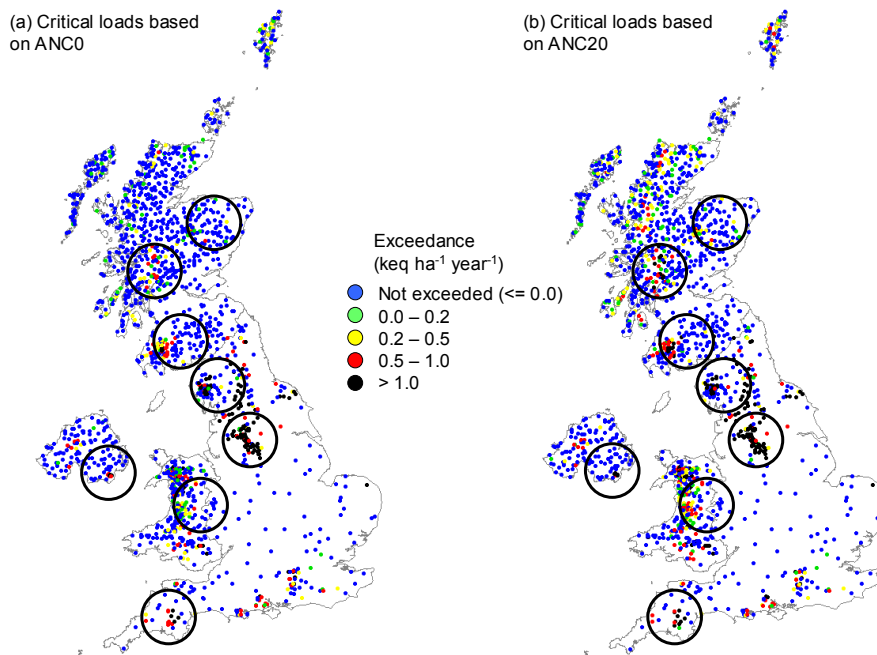 (a) Critical loads based
on ANC0
(b) Critical loads based
on ANC20
Exceedance
(keq ha⁻¹ year⁻¹)
Not exceeded (<= 0.0)
0.0 – 0.2
0.2 – 0.5
0.5 – 1.0
> 1.0